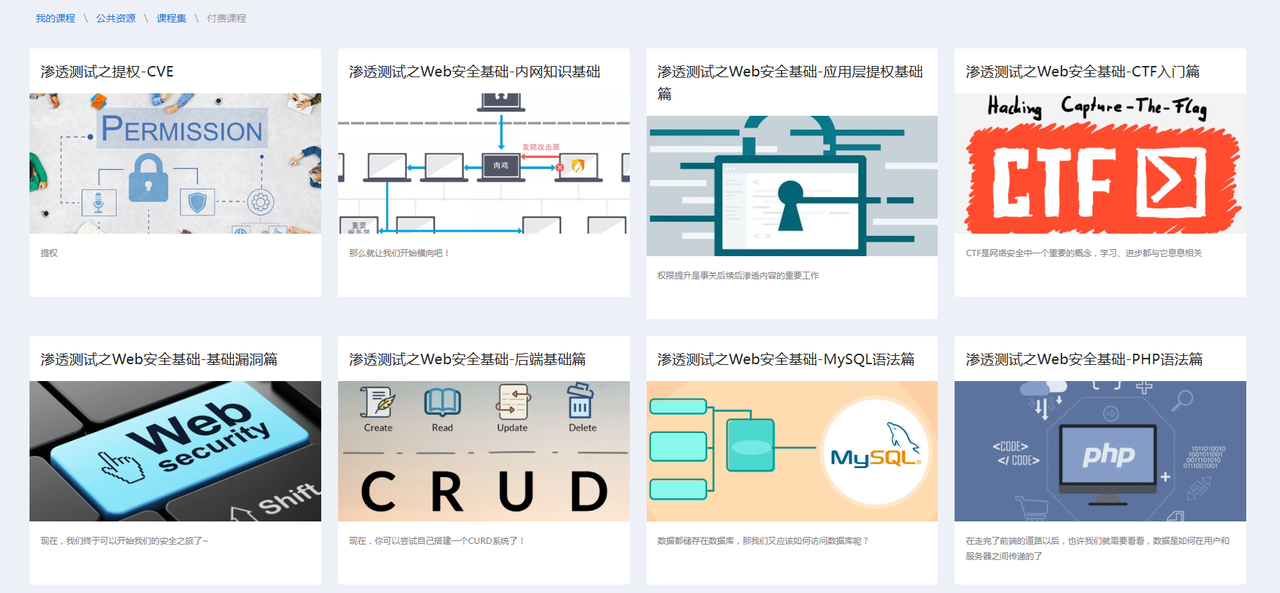 我的课程 \ 公共资源 \ 课程集 \ 付费课程
渗透测试之提权-CVE
PERMISSION
提权
渗透测试之Web安全基础-内网知识基础
发现攻击源
肉鸡
重要
那么就让我们开始横向吧！
渗透测试之Web安全基础-应用层提权基础
篇
权限提升是事关后续后渗透内容的重要工作
渗透测试之Web安全基础-CTF入门篇
Hacking Capture-The-Flag
CTF
CTF是网络安全中一个重要的概念，学习、进步都与它息息相关
渗透测试之Web安全基础-基础漏洞篇
Web
security
Shift
现在，我们终于可以开始我们的安全之旅了~
渗透测试之Web安全基础-后端基础篇
Create Read Update Delete
C R U D
现在，你可以尝试自己搭建一个CURD系统了！
渗透测试之Web安全基础-MySQL语法篇
MySQL
数据都储存在数据库，那我们又应该如何访问数据库呢？
渗透测试之Web安全基础-PHP语法篇
<CODE>
</ CODE>
php
在走完了前端的道路以后，也许我们就需要看看，数据是如何在用户和
服务器之间传递的了